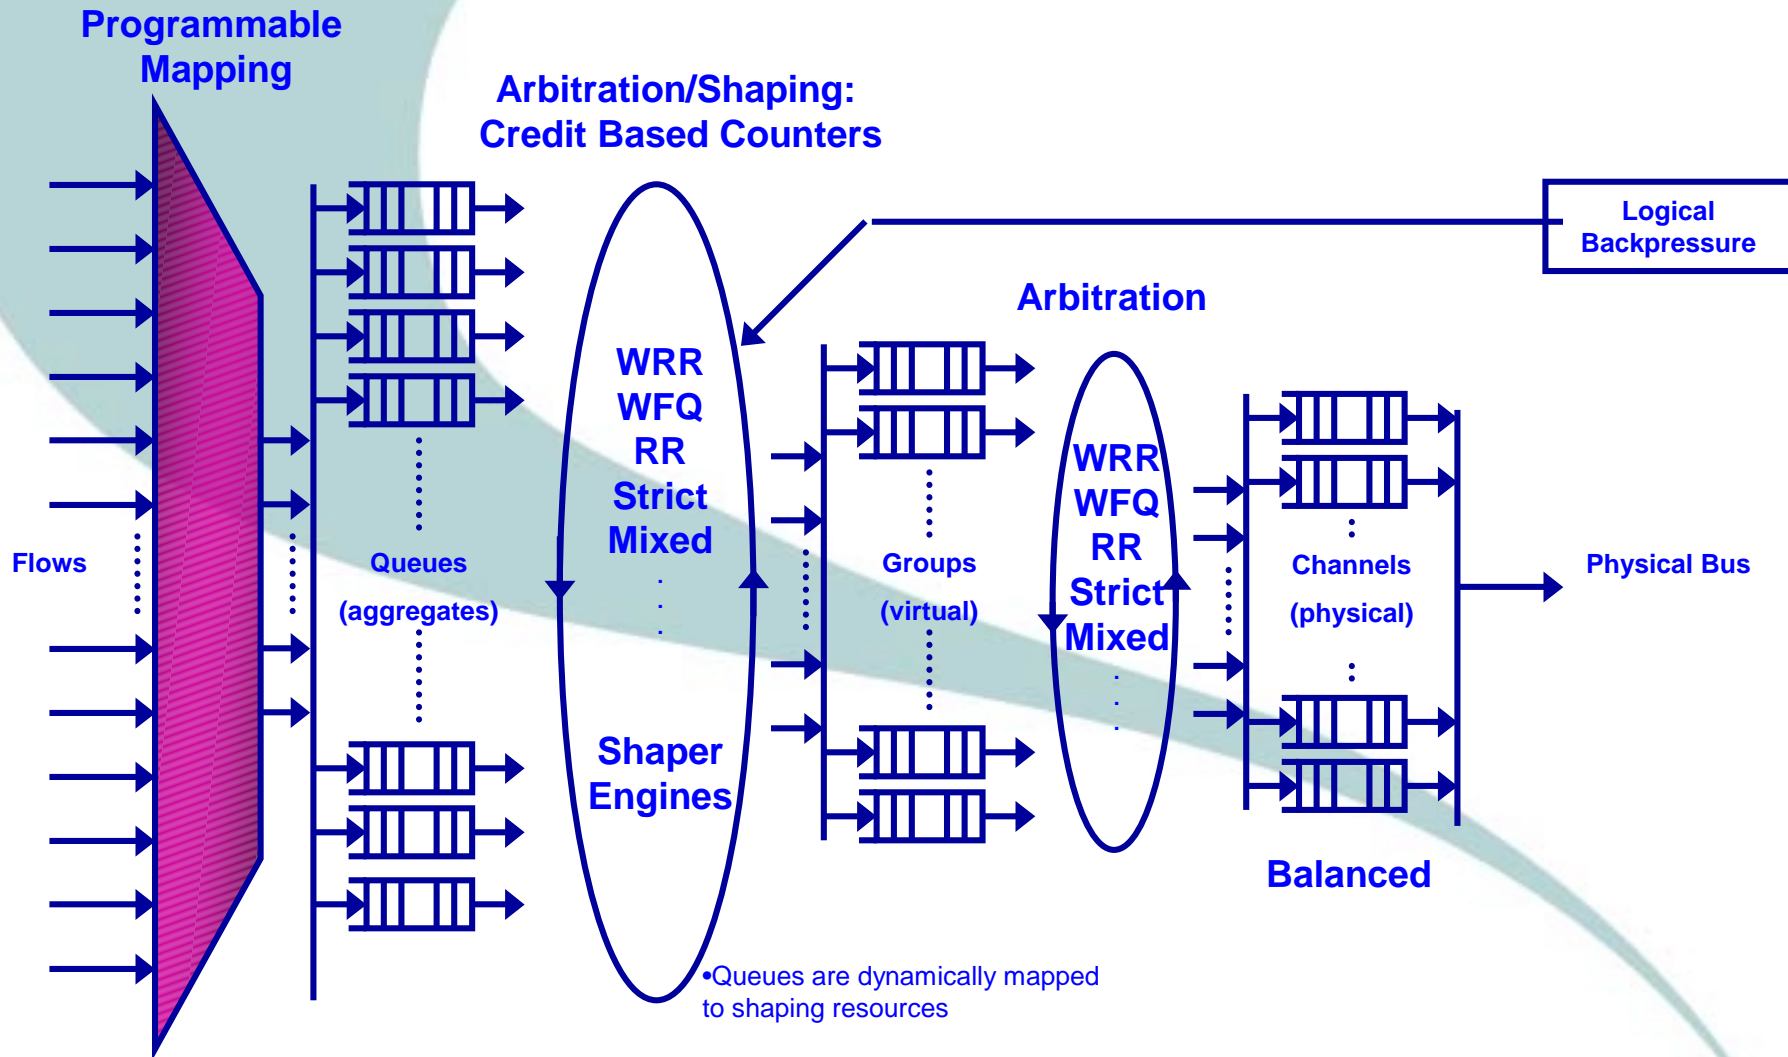 Programmable
Mapping
Arbitration/Shaping:
Credit Based Counters
Logical
Backpressure
Arbitration
WRR
WFQ
RR
Strict
Mixed
Shaper
Engines
WRR
WFQ
RR
Strict
Mixed
Flows
Queues
(aggregates)
Groups
(virtual)
Channels
(physical)
Physical Bus
Balanced
•Queues are dynamically mapped
to shaping resources